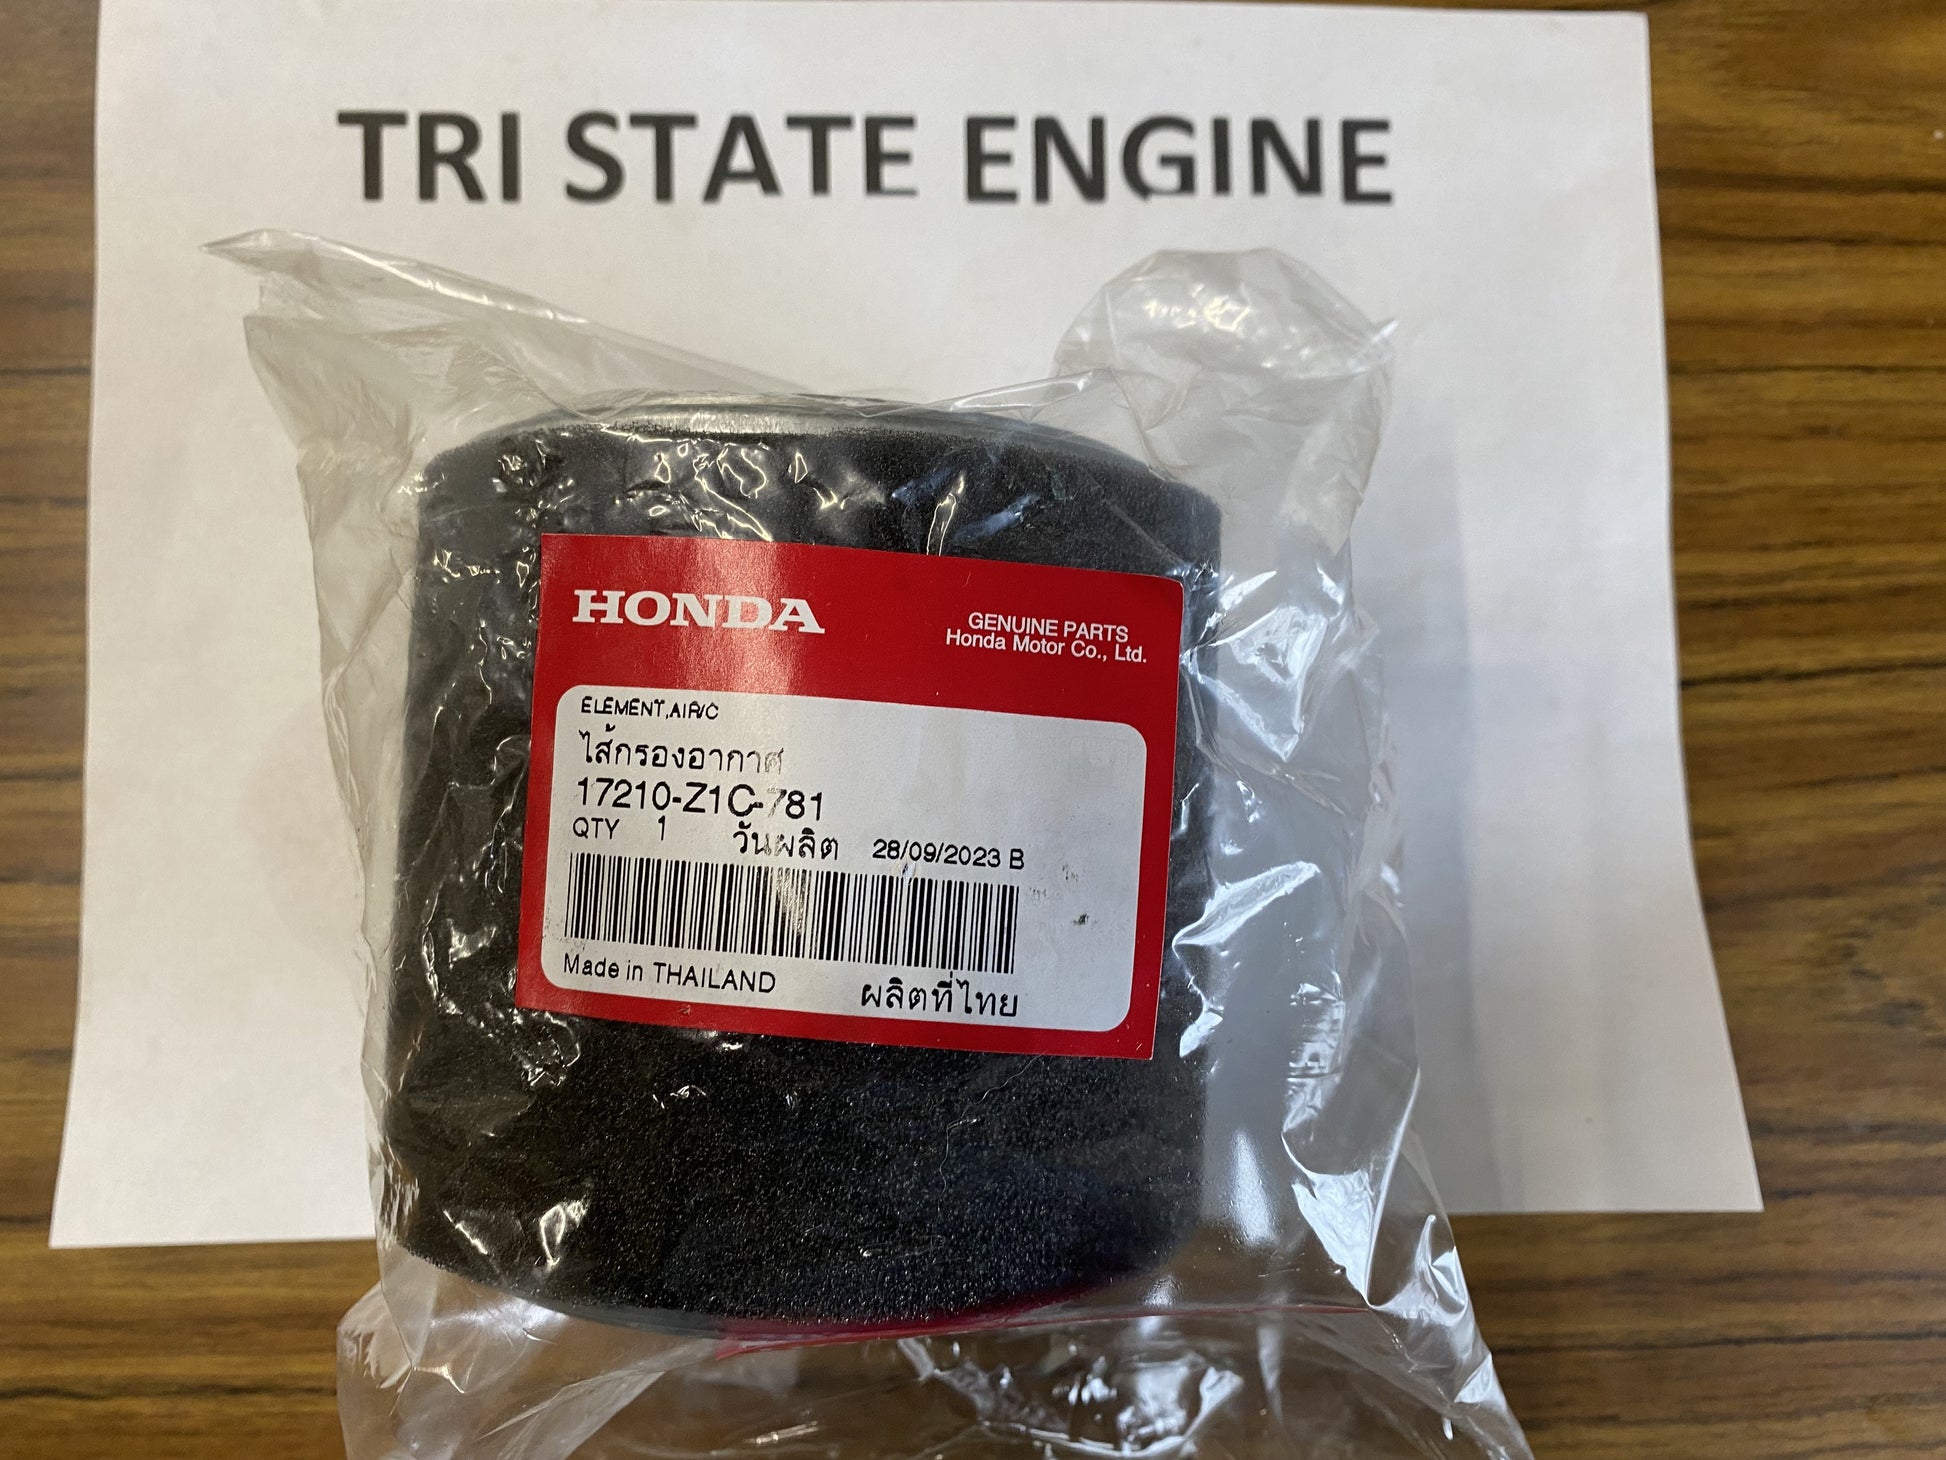 TRI STATE ENGINE
HONDA
GENUINE PARTS
Honda Motor Co., Ltd.
ELEMENT,AIR/C
ไส้กรองอากาศ
17210-Z1C-781
QTY 1 วันผลิต 28/09/2023 B
Made in THAILAND ผลิตที่ไทย